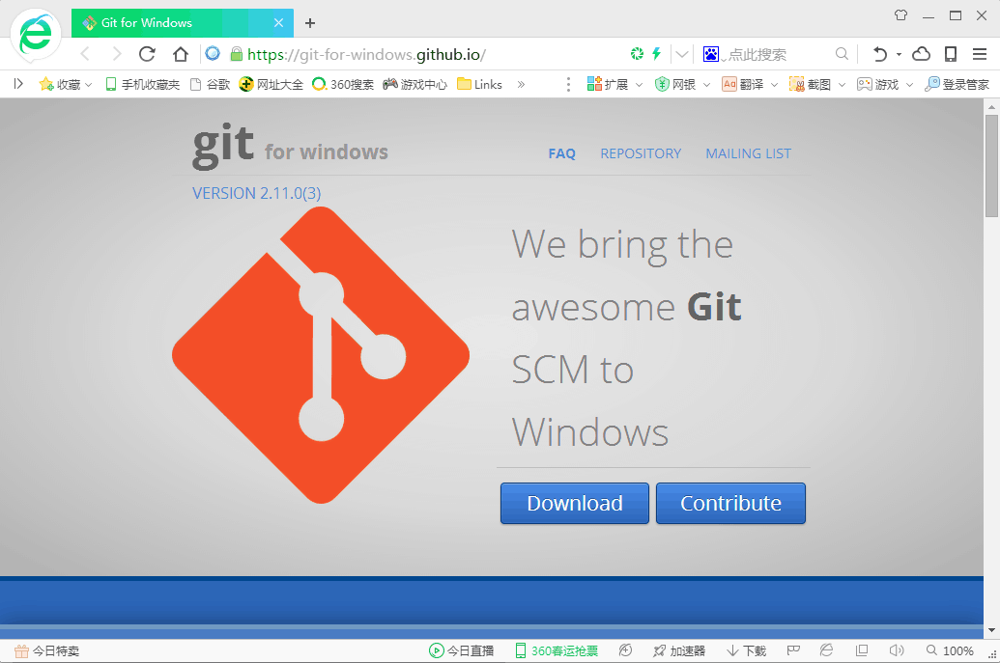 Git for Windows
https://git-for-windows.github.io/
点此搜索
收藏 手机收藏夹 谷歌 网址大全 360搜索 游戏中心 Links » 扩展 网银 Aa 翻译 截图 游戏 登录管家
git for windows
FAQ REPOSITORY MAILING LIST
VERSION 2.11.0(3)
We bring the
awesome Git
SCM to
Windows
Download Contribute
今日特卖 今日直播 360春运抢票 加速器 下载 100%